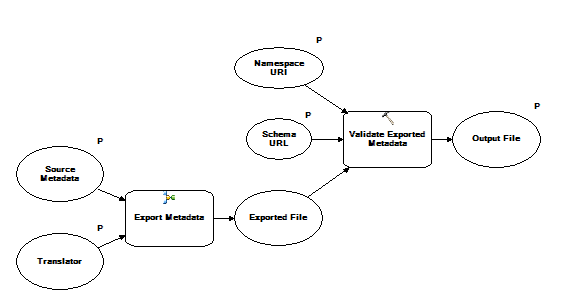 P
Namespace
URI
P
Schema
URL
Validate Exported
Metadata
P
Output File
P
Source
Metadata
Export Metadata
Exported File
P
Translator